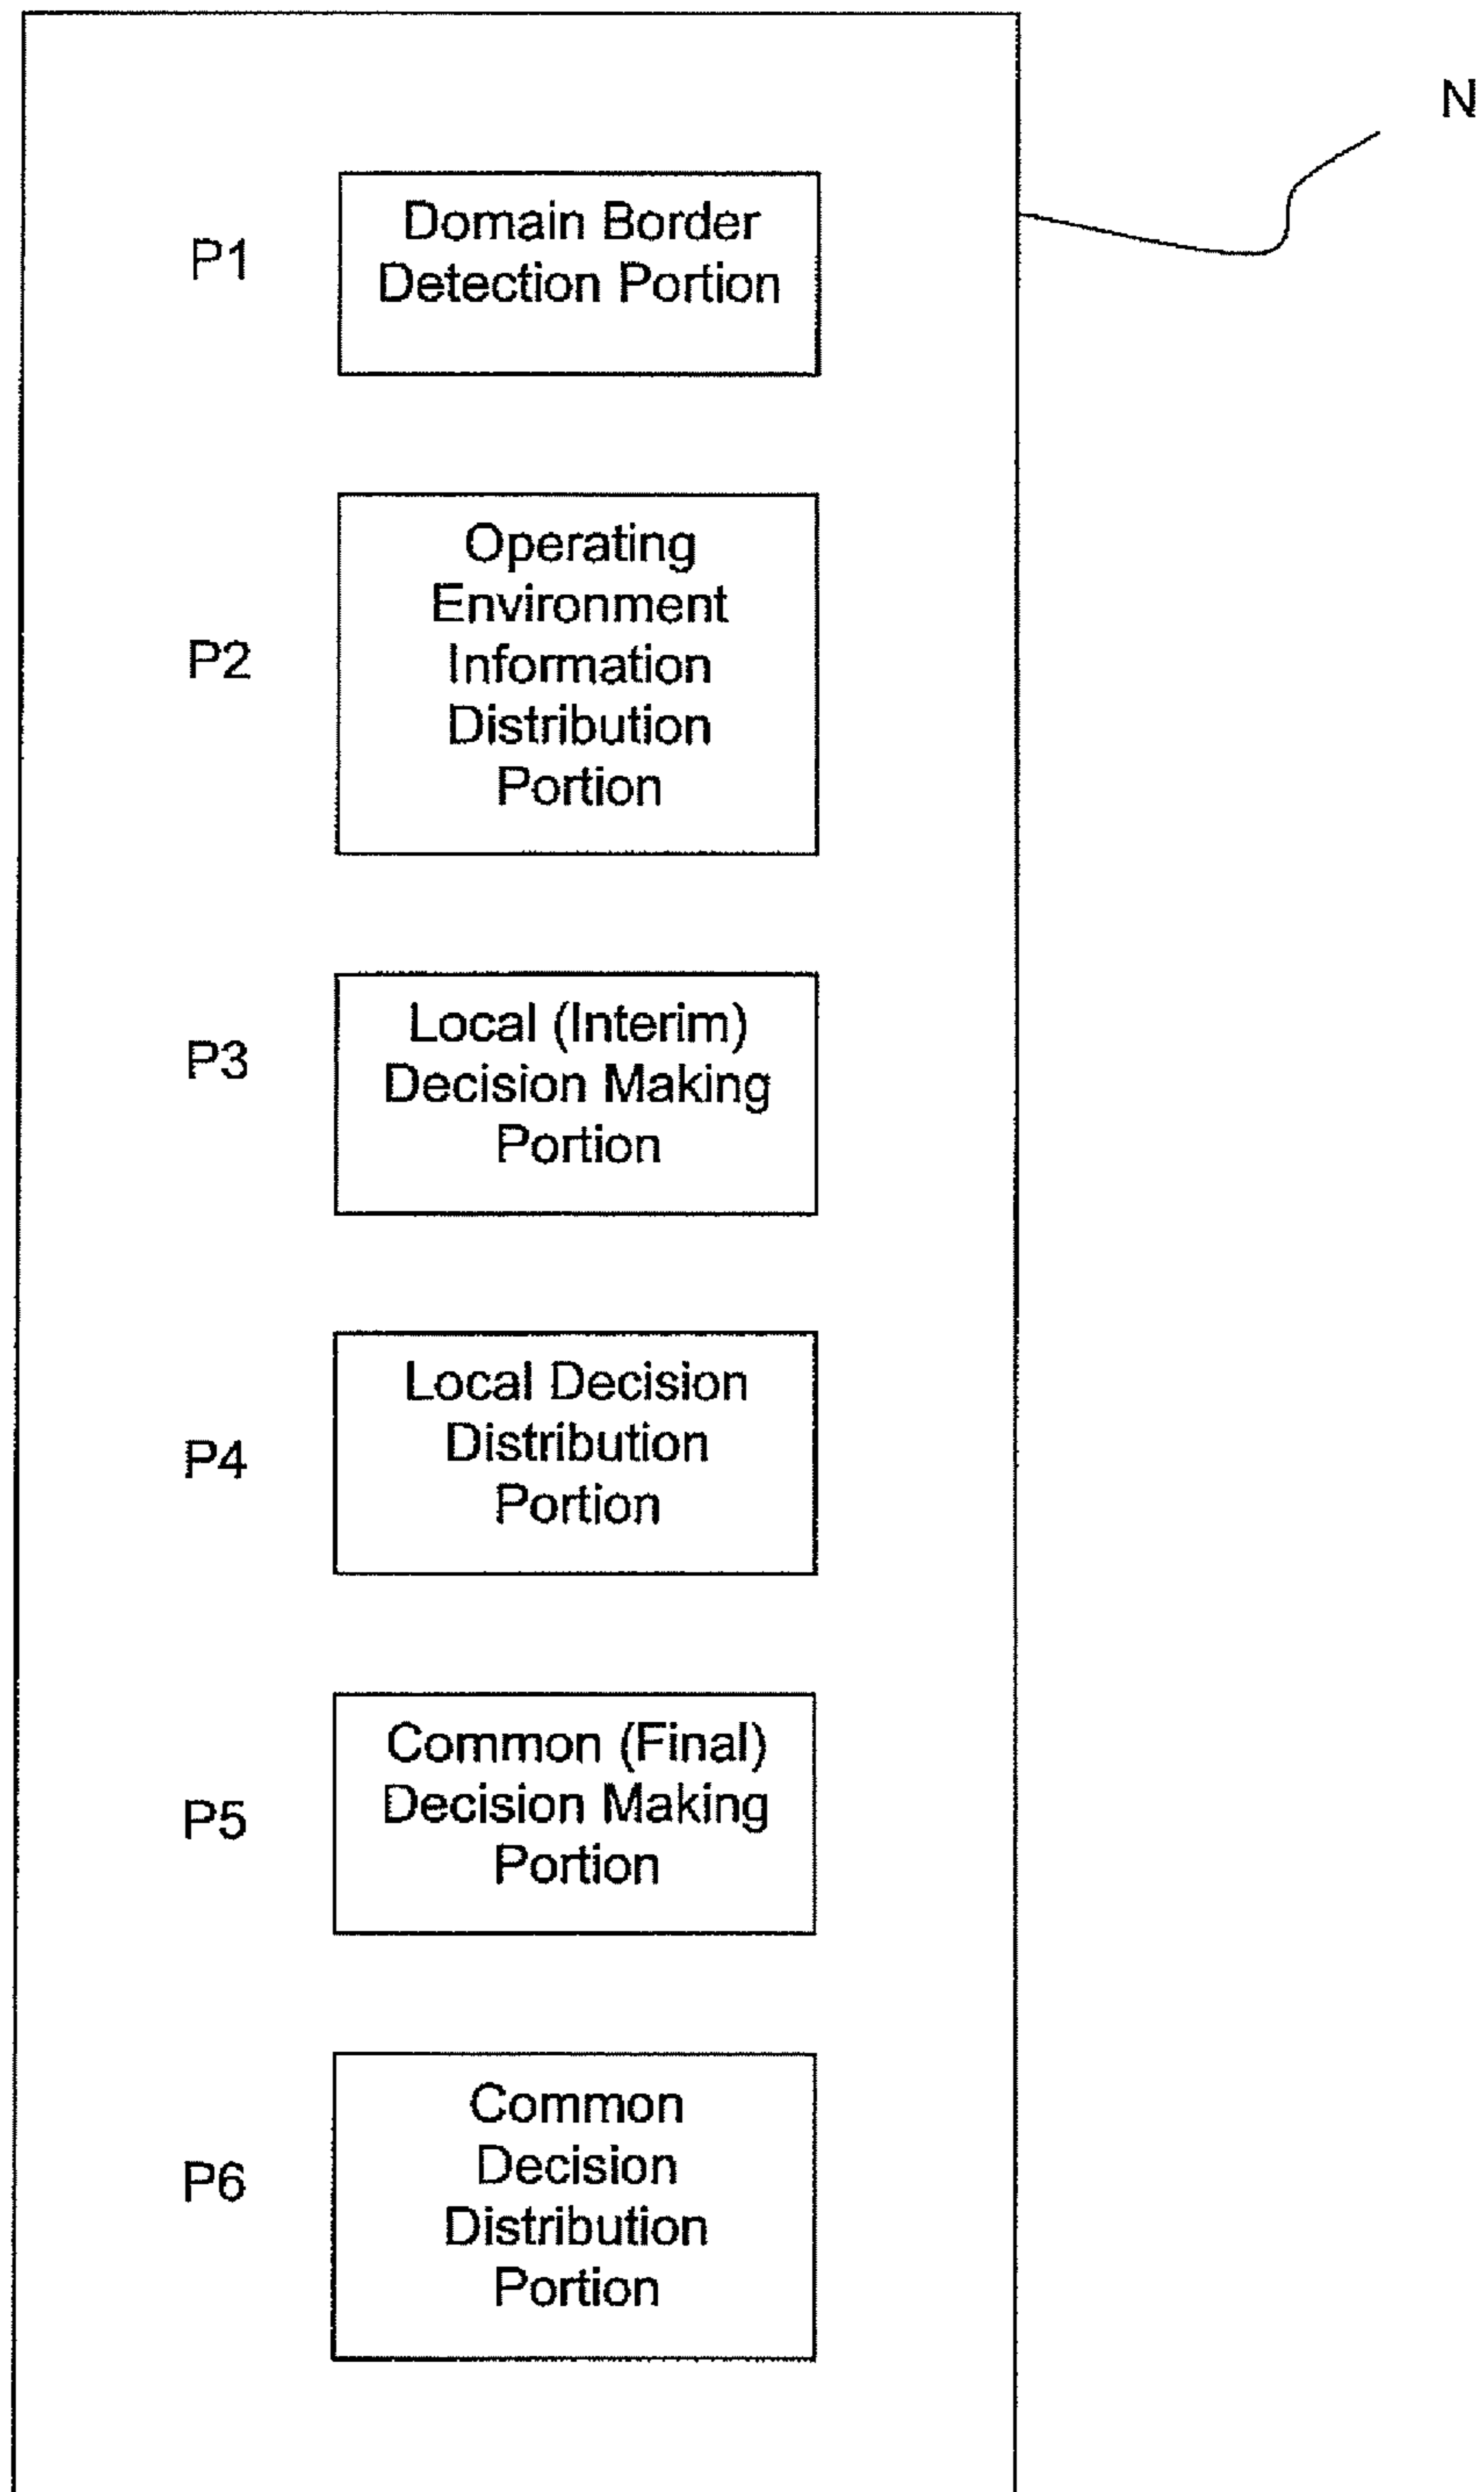 N
P1
Domain Border
Detection Portion
P2
Operating
Environment
Information
Distribution
Portion
P3
Local (Interim)
Decision Making
Portion
P4
Local Decision
Distribution
Portion
P5
Common (Final)
Decision Making
Portion
P6
Common
Decision
Distribution
Portion